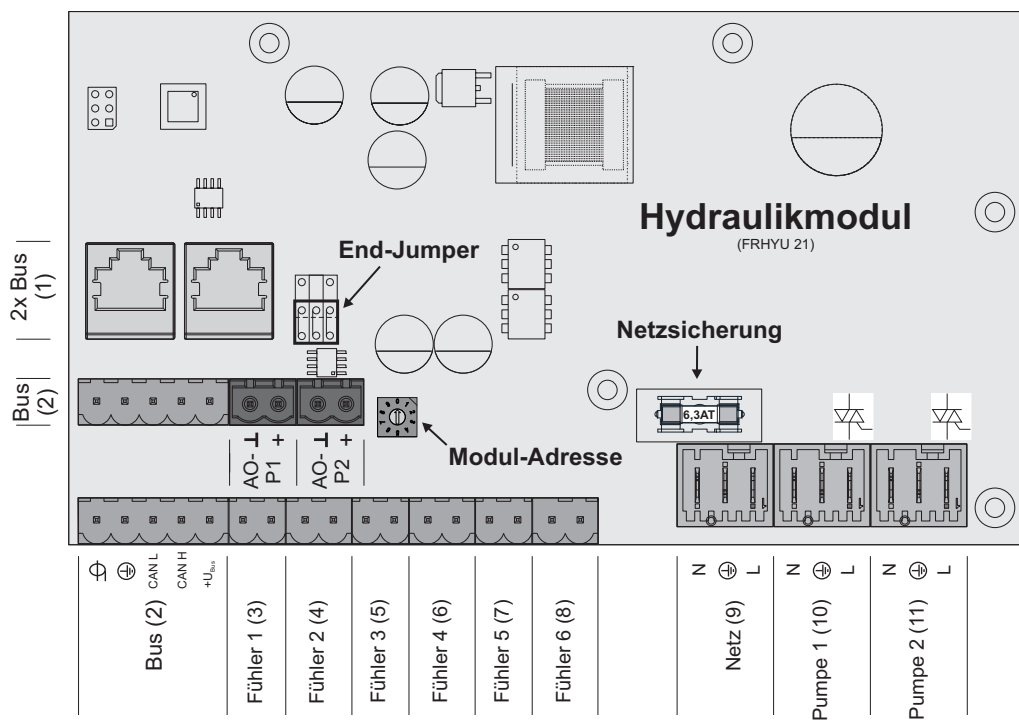 Hydraulikmodul
(FRHYU 21)
2x Bus
(1)
End-Jumper
Netzsicherung
6,3AT
Bus
(2)
Modul-Adresse
AO-
P1
+
AO-
P2
+
CAN L
CAN H
+U Bus
N
L
N
L
N
L
Bus (2)
Fühler 1 (3)
Fühler 2 (4)
Fühler 3 (5)
Fühler 4 (6)
Fühler 5 (7)
Fühler 6 (8)
Netz (9)
Pumpe 1 (10)
Pumpe 2 (11)